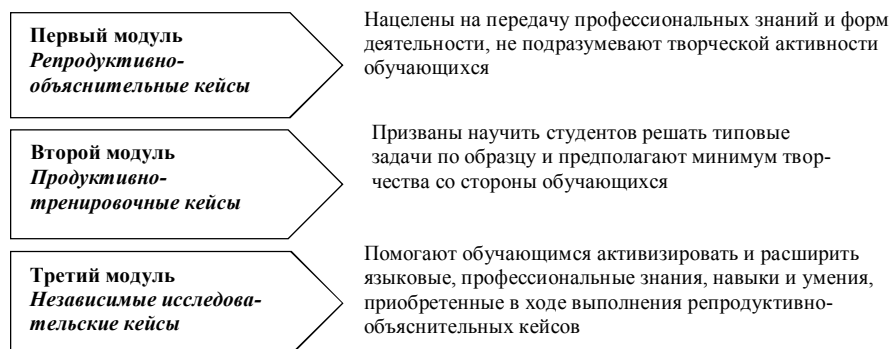 Первый модуль
Репродуктивно-
объяснительные кейсы
Нацелены на передачу профессиональных знаний и форм
деятельности, не подразумевают творческой активности
обучающихся
Второй модуль
Продуктивно-
тренировочные кейсы
Призваны научить студентов решать типовые
задачи по образцу и предполагают минимум твор-
чества со стороны обучающихся
Третий модуль
Независимые исследова-
тельские кейсы
Помогают обучающимся активизировать и расширить
языковые, профессиональные знания, навыки и умения,
приобретенные в ходе выполнения репродуктивно-
объяснительных кейсов